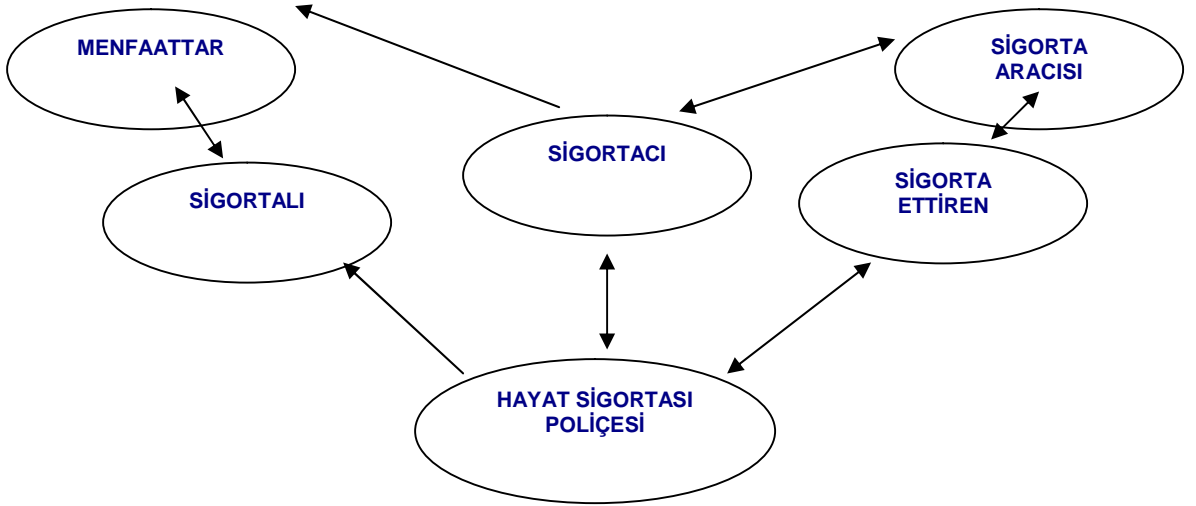 MENFAATTAR
SİGORTA
ARACISI
SİGORTACI
SİGORTALI
SİGORTA
ETTİREN
HAYAT SİGORTASI
POLİÇESİ